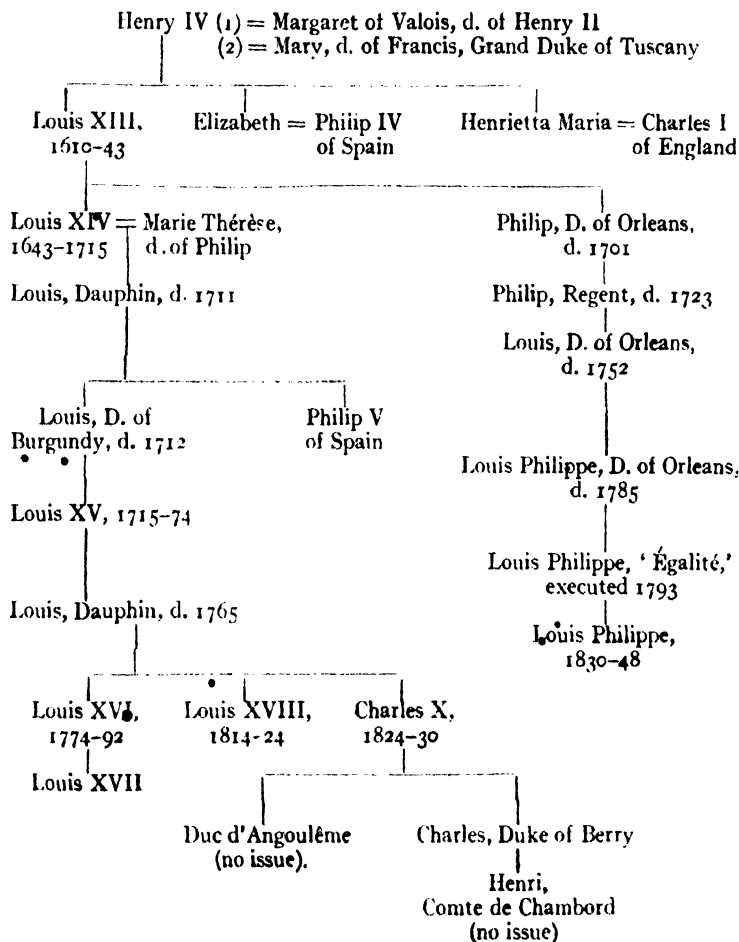 Henry IV (1) = Margaret of Valois, d. of Henry II
(2) = Mary, d. of Francis, Grand Duke of Tuscany
Louis XIII,
1610-43
Elizabeth = Philip IV
of Spain
Henrietta Maria = Charles I
of England
Louis XIV = Marie Thérèse,
1643-1715 d. of Philip
Philip, D. of Orleans,
d. 1701
Louis, Dauphin, d. 1711
Philip, Regent, d. 1723
Louis, D. of Orleans,
d. 1752
Louis, D. of
Burgundy, d. 1712
Philip V
of Spain
Louis Philippe, D. of Orleans,
d. 1785
Louis XV, 1715-74
Louis Philippe, ‘ Égalité,’
executed 1793
Louis, Dauphin, d. 1765
Louis Philippe,
1830-48
Louis XVI,
1774-92
Louis XVIII,
1814-24
Charles X,
1824-30
Louis XVII
Duc d'Angoulême
(no issue).
Charles, Duke of Berry
Henri,
Comte de Chambord
(no issue)